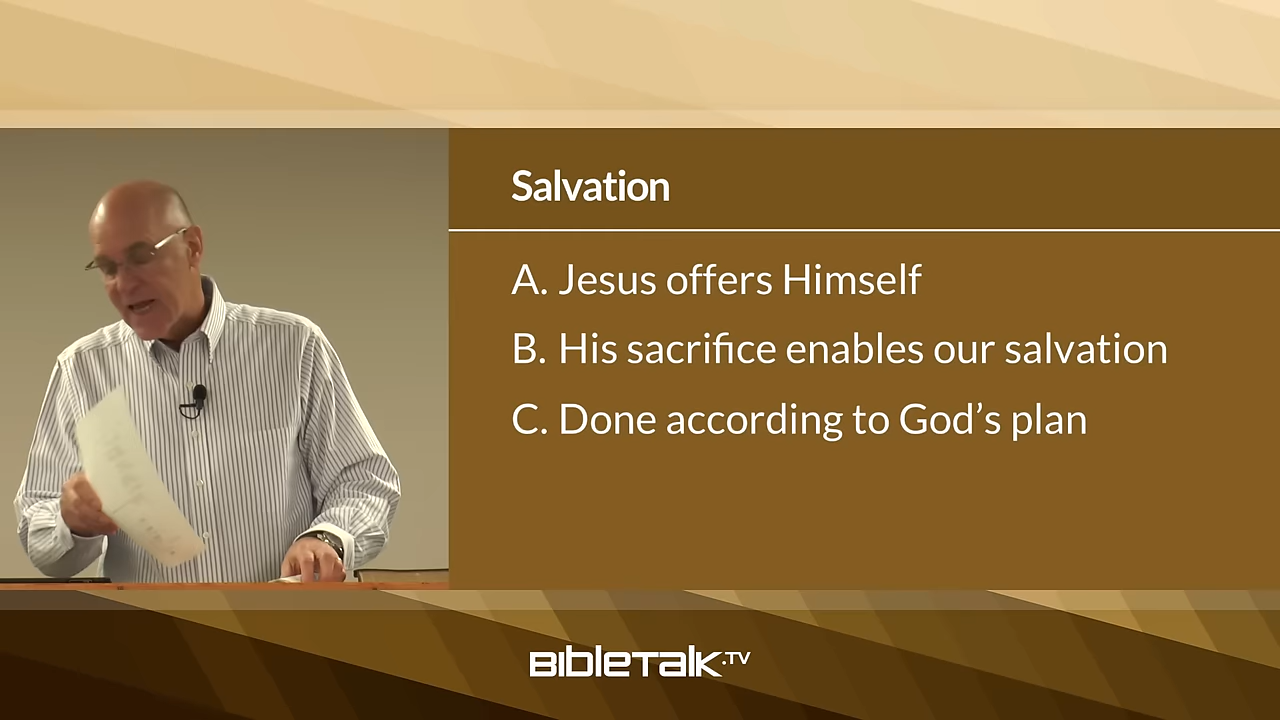 Salvation
A. Jesus offers Himself
B. His sacrifice enables our salvation
C. Done according to God’s plan
BIBLETALK.TV